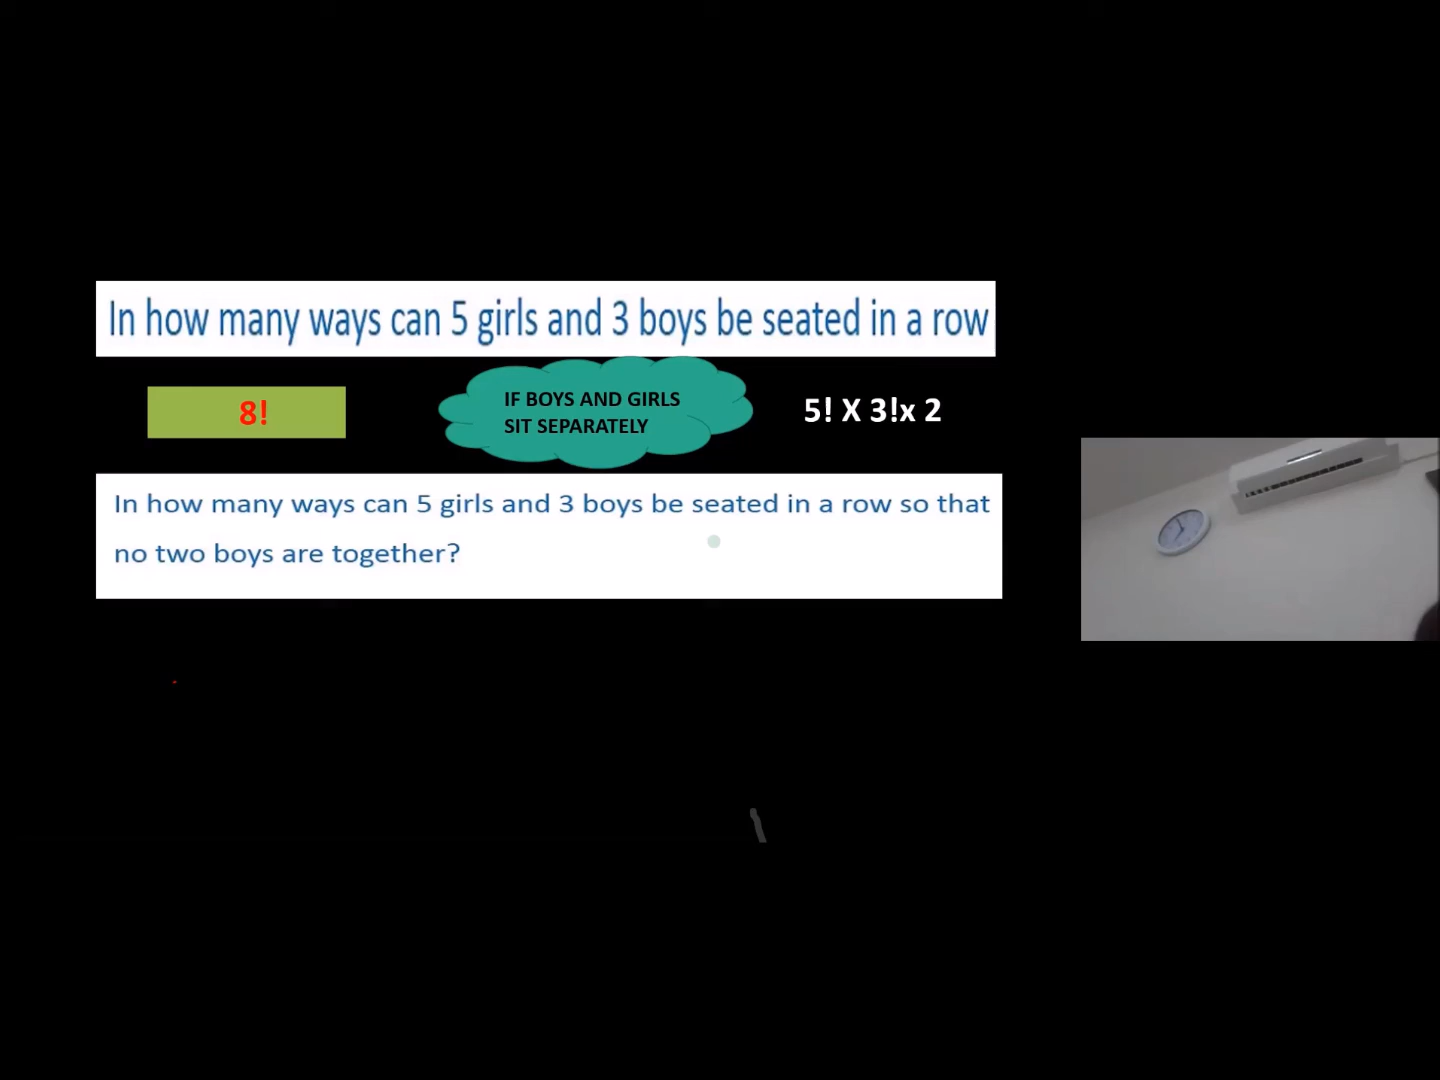 In how many ways can 5 girls and 3 boys be seated in a row
8!
IF BOYS AND GIRLS
SIT SEPARATELY
5! X 3!x 2
In how many ways can 5 girls and 3 boys be seated in a row so that
no two boys are together?